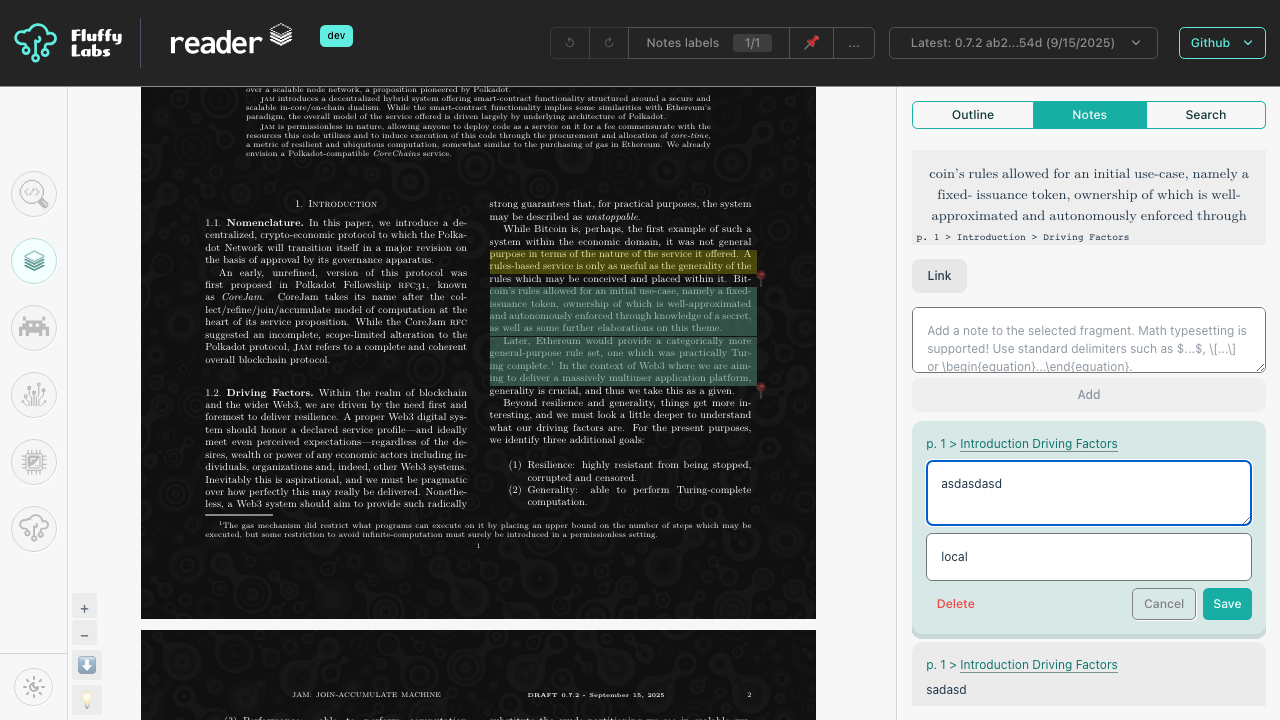 Fluffy
Labs
reader
dev
Notes labels
1/1
...
Latest: 0.7.2 ab2...54d (9/15/2025)
Github
over a scalable node network, a proposition pioneered by Polkadot.
JAM introduces a decentralized hybrid system offering smart-contract functionality structured around a secure and
scalable in-core/on-chain dualism. While the smart-contract functionality implies some similarities with Ethereum's
paradigm, the overall model of the service offered is driven largely by underlying architecture of Polkadot.
JAM is permissionless in nature, allowing anyone to deploy code as a service on it for a fee commensurate with the
resources this code utilizes and to induce execution of this code through the procurement and allocation of core-time,
a metric of resilient and ubiquitous computation, somewhat similar to the purchasing of gas in Ethereum. We already
envision a Polkadot-compatible CoreChains service.
1. Introduction
1.1. Nomenclature. In this paper, we introduce a de-
centralized, crypto-economic protocol to which the Polka-
dot Network will transition itself in a major revision on
the basis of approval by its governance apparatus.
An early, unrefined, version of this protocol was
first proposed in Polkadot Fellowship RFC31, known
as CoreJam. CoreJam takes its name after the col-
lect/refine/join/accumulate model of computation at the
heart of its service proposition. While the CoreJam RFC
suggested an incomplete, scope-limited alteration to the
Polkadot protocol, JAM refers to a complete and coherent
overall blockchain protocol.
1.2. Driving Factors. Within the realm of blockchain
and the wider Web3, we are driven by the need first and
foremost to deliver resilience. A proper Web3 digital sys-
tem should honor a declared service profile—and ideally
meet even perceived expectations—regardless of the de-
sires, wealth or power of any economic actors including in-
dividuals, organizations and, indeed, other Web3 systems.
Inevitably this is aspirational, and we must be pragmatic
over how perfectly this may really be delivered. Nonethe-
less, a Web3 system should aim to provide such radically
strong guarantees that, for practical purposes, the system
may be described as unstoppable.
While Bitcoin is, perhaps, the first example of such a
system within the economic domain, it was not general
purpose in terms of the nature of the service it offered. A
rules-based service is only as useful as the generality of the
rules which may be conceived and placed within it. Bit-
coin's rules allowed for an initial use-case, namely a fixed-
issuance token, ownership of which is well-approximated
and autonomously enforced through knowledge of a secret,
as well as some further elaborations on this theme.
Later, Ethereum would provide a categorically more
general-purpose rule set, one which was practically Tur-
ing complete.1 In the context of Web3 where we are aim-
ing to deliver a massively multiuser application platform,
generality is crucial, and thus we take this as a given.
Beyond resilience and generality, things get more in-
teresting, and we must look a little deeper to understand
what our driving factors are. For the present purposes,
we identify three additional goals:
(1) Resilience: highly resistant from being stopped,
corrupted and censored.
(2) Generality: able to perform Turing-complete
computation.
1The gas mechanism did restrict what programs can execute on it by placing an upper bound on the number of steps which may be
executed, but some restriction to avoid infinite-computation must surely be introduced in a permissionless setting.
1
JAM: JOIN-ACCUMULATE MACHINE
DRAFT 0.7.2 - September 15, 2025
2
+
−
Outline
Notes
Search
coin's rules allowed for an initial use-case, namely a
fixed- issuance token, ownership of which is well-
approximated and autonomously enforced through
p. 1 > Introduction > Driving Factors
Link
Add a note to the selected fragment. Math typesetting is
supported! Use standard delimiters such as $...$, \[...\]
or \begin{equation}...\end{equation}.
Add
p. 1 > Introduction Driving Factors
asdasdasd
local
Delete
Cancel
Save
p. 1 > Introduction Driving Factors
sadasd